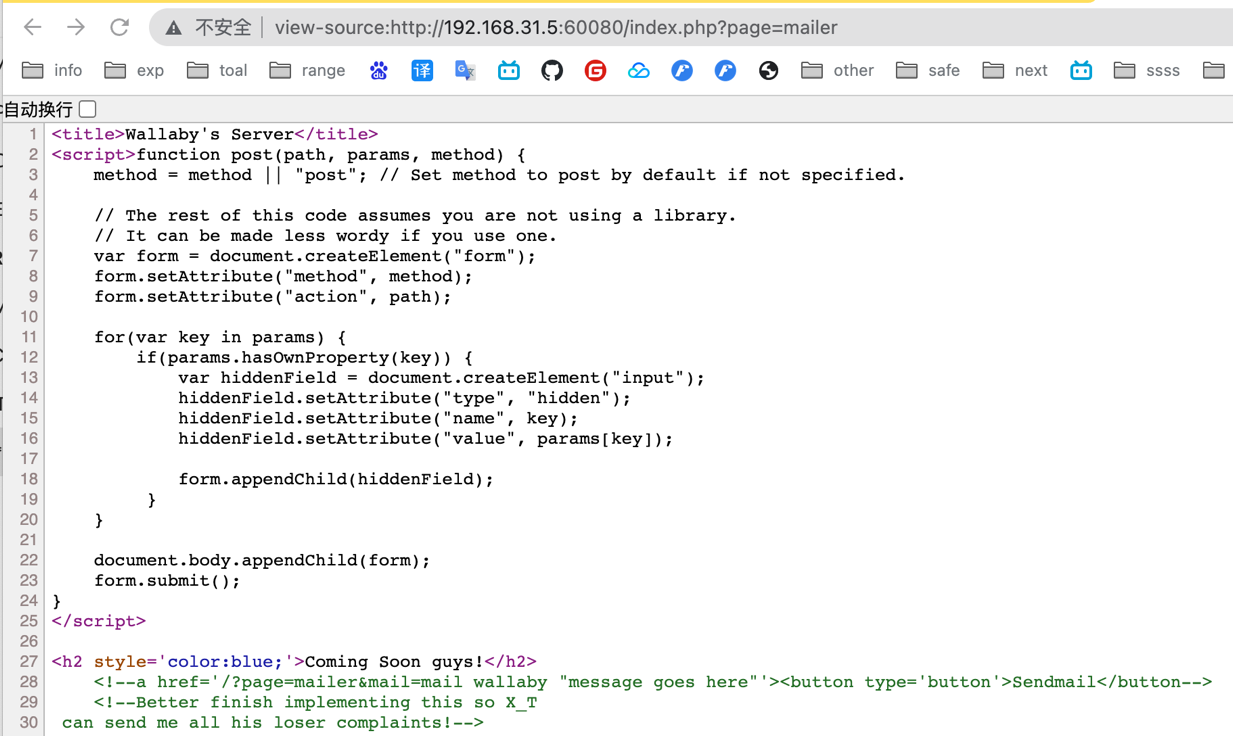 不安全 view-source:http://192.168.31.5:60080/index.php?page=mailer
info exp toal range du 译 G other safe next ssss
自动换行
1 <title>Wallaby's Server</title>
2 <script>function post(path, params, method) {
3     method = method || "post"; // Set method to post by default if not specified.
4
5     // The rest of this code assumes you are not using a library.
6     // It can be made less wordy if you use one.
7     var form = document.createElement("form");
8     form.setAttribute("method", method);
9     form.setAttribute("action", path);
10
11     for(var key in params) {
12         if(params.hasOwnProperty(key)) {
13             var hiddenField = document.createElement("input");
14             hiddenField.setAttribute("type", "hidden");
15             hiddenField.setAttribute("name", key);
16             hiddenField.setAttribute("value", params[key]);
17
18             form.appendChild(hiddenField);
19          }
20     }
21
22     document.body.appendChild(form);
23     form.submit();
24 }
25 </script>
26
27 <h2 style='color:blue;'>Coming Soon guys!</h2>
28     <!--a href='/?page=mailer&mail=mail wallaby "message goes here"'><button type='button'>Sendmail</button-->
29     <!--Better finish implementing this so X_T
30  can send me all his loser complaints!-->